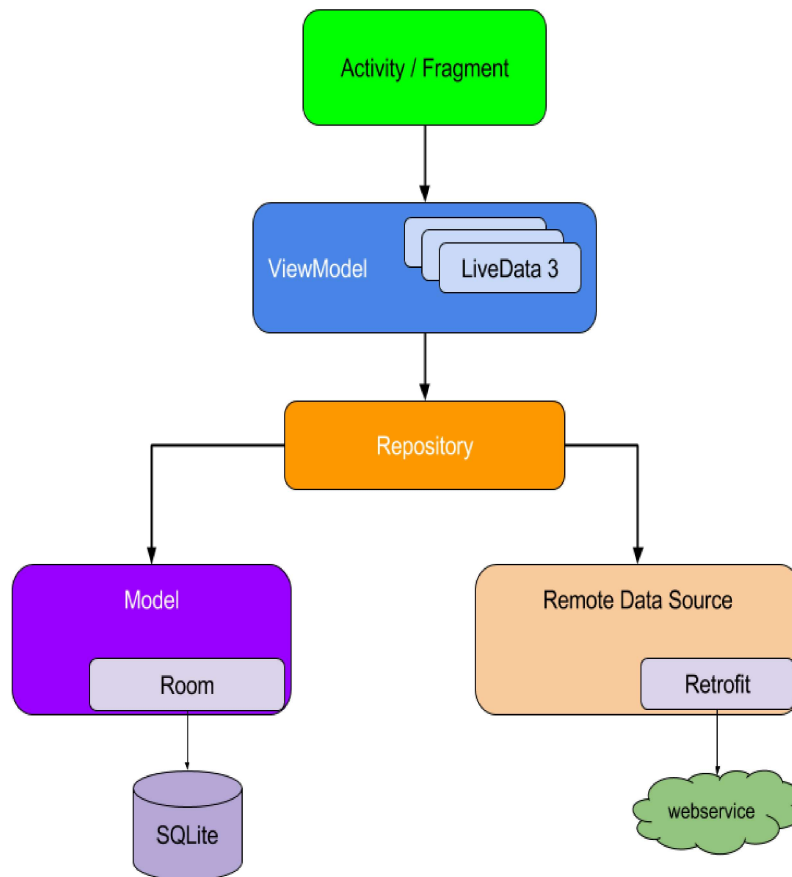 Activity / Fragment
ViewModel
LiveData 3
Repository
Model
Remote Data Source
Room
Retrofit
SQLite
webservice